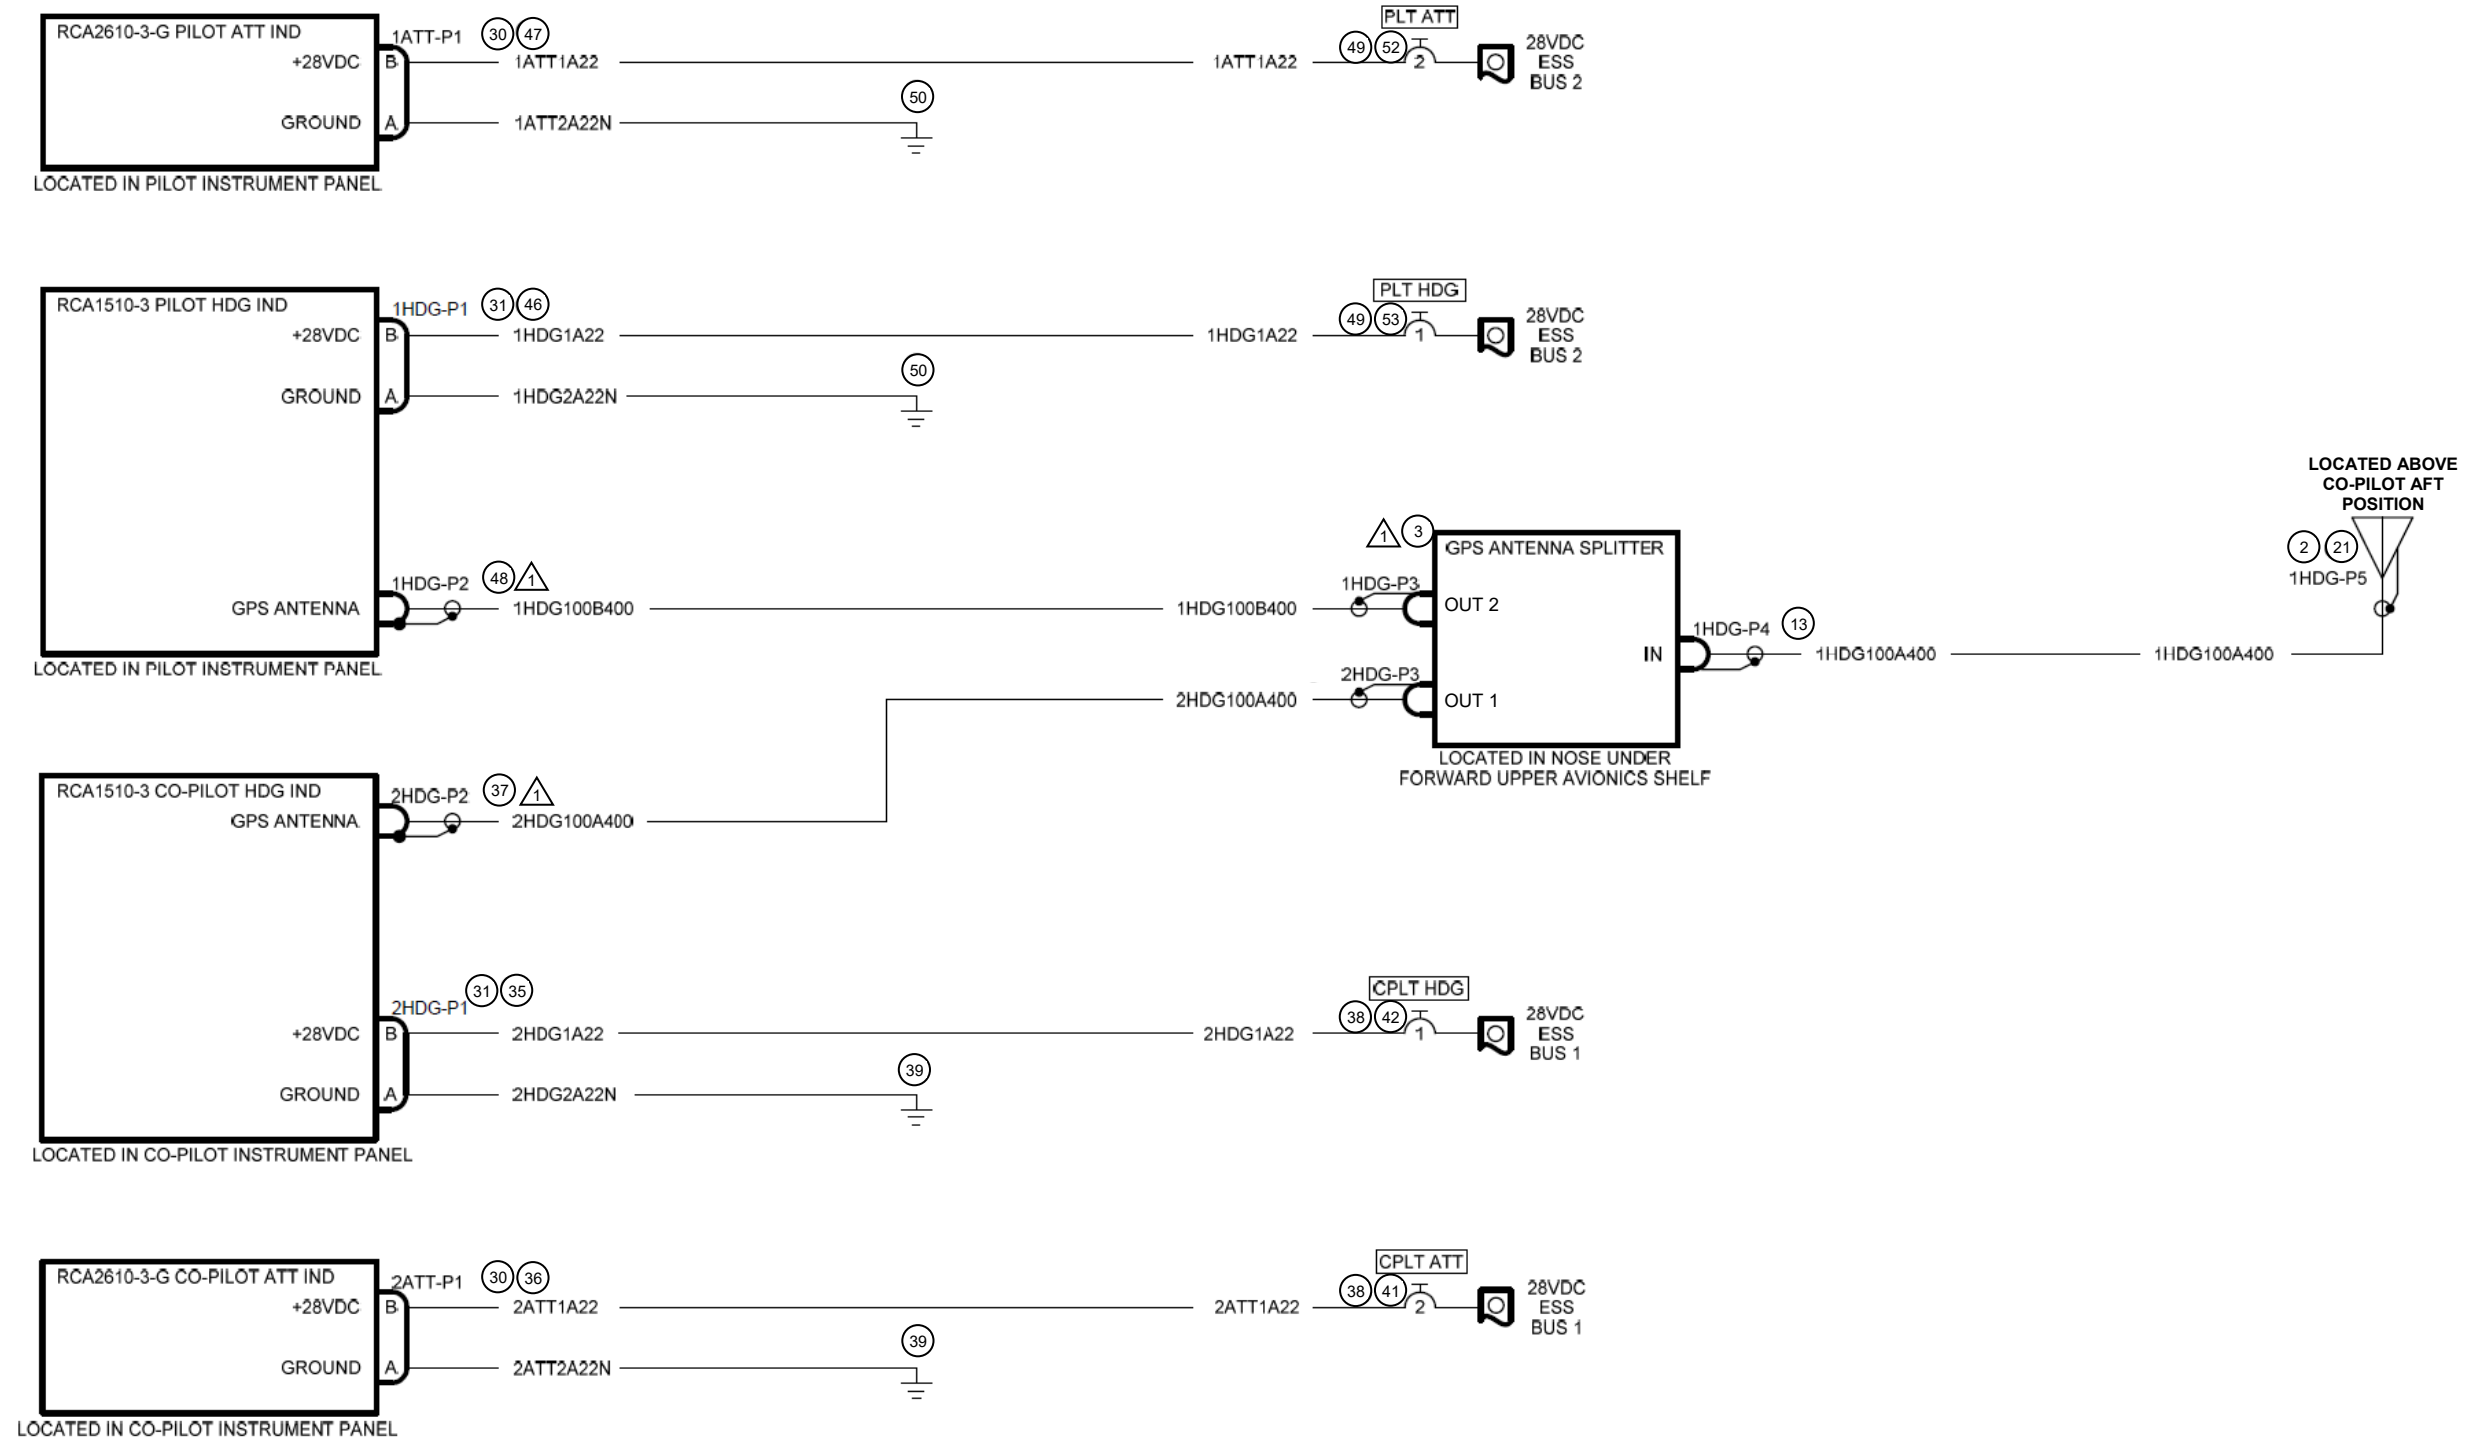 RCA2610-3-G PILOT ATT IND
1ATT-P1
30 47
+28VDC B 1ATT1A22 1ATT1A22
PLT ATT
49 52 2
28VDC
ESS
BUS 2
GROUND A 1ATT2A22N
50
LOCATED IN PILOT INSTRUMENT PANEL
RCA1510-3 PILOT HDG IND
1HDG-P1
31 46
+28VDC B 1HDG1A22 1HDG1A22
PLT HDG
49 53 1
28VDC
ESS
BUS 2
GROUND A 1HDG2A22N
50
1HDG-P2
48 1
GPS ANTENNA 1HDG100B400 1HDG100B400
LOCATED IN PILOT INSTRUMENT PANEL
1 3
GPS ANTENNA SPLITTER
1HDG-P3
OUT 2
2HDG-P3
2HDG100A400
OUT 1
IN
1HDG-P4
13
1HDG100A400 1HDG100A400
LOCATED IN NOSE UNDER
FORWARD UPPER AVIONICS SHELF
LOCATED ABOVE
CO-PILOT AFT
POSITION
2 21
1HDG-P5
RCA1510-3 CO-PILOT HDG IND
2HDG-P2
37 1
GPS ANTENNA 2HDG100A400
2HDG-P1
31 35
+28VDC B 2HDG1A22 2HDG1A22
CPLT HDG
38 42 1
28VDC
ESS
BUS 1
GROUND A 2HDG2A22N
39
LOCATED IN CO-PILOT INSTRUMENT PANEL
RCA2610-3-G CO-PILOT ATT IND
2ATT-P1
30 36
+28VDC B 2ATT1A22 2ATT1A22
CPLT ATT
38 41 2
28VDC
ESS
BUS 1
GROUND A 2ATT2A22N
39
LOCATED IN CO-PILOT INSTRUMENT PANEL